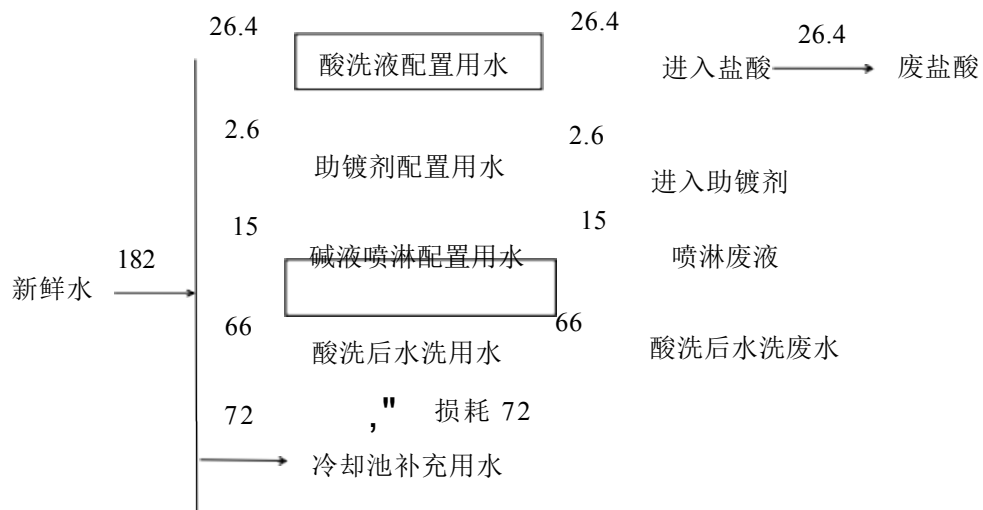 26.4 26.4 26.4
酸洗液配置用水 进入盐酸 废盐酸
2.6 2.6
助镀剂配置用水 进入助镀剂
15 15
碱液喷淋配置用水 喷淋废液
182
新鲜水
66 66
酸洗后水洗用水 酸洗后水洗废水
72 ," 损耗 72
冷却池补充用水